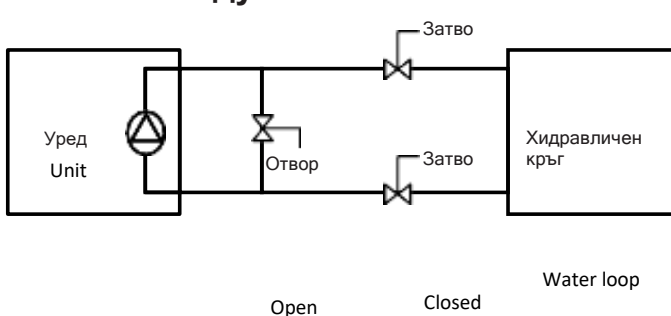 Затво
Уред
Unit
Отвор
Затво
Хидравличен
кръг
Water loop
Open
Closed